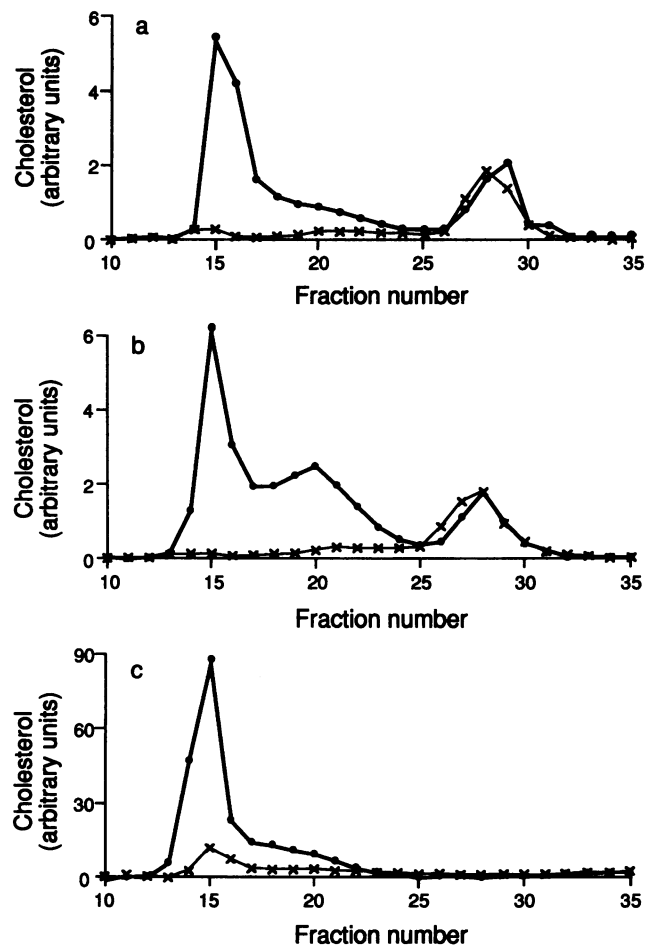 a
Cholesterol
(arbitrary units)
6
4
2
0
10 15 20 25 30 35
Fraction number
b
Cholesterol
(arbitrary units)
6
4
2
0
10 15 20 25 30 35
Fraction number
c
Cholesterol
(arbitrary units)
90
60
30
0
10 15 20 25 30 35
Fraction number